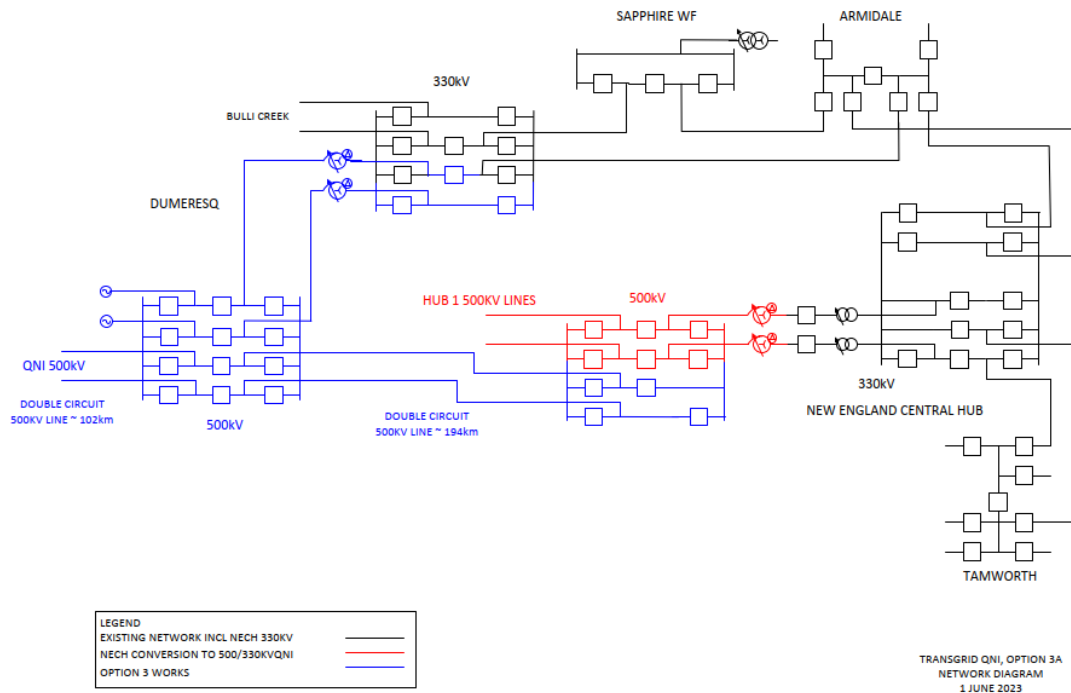 SAPPHIRE WF
ARMIDALE
330kV
BULLI CREEK
DUMERESQ
HUB 1 500KV LINES
500kV
QNI 500kV
DOUBLE CIRCUIT
500KV LINE ~ 102km
500kV
DOUBLE CIRCUIT
500KV LINE ~ 194km
330kV
NEW ENGLAND CENTRAL HUB
TAMWORTH
LEGEND
EXISTING NETWORK INCL NECH 330KV
NECH CONVERSION TO 500/330KVQNI
OPTION 3 WORKS
TRANSGRID QNI, OPTION 3A
NETWORK DIAGRAM
1 JUNE 2023